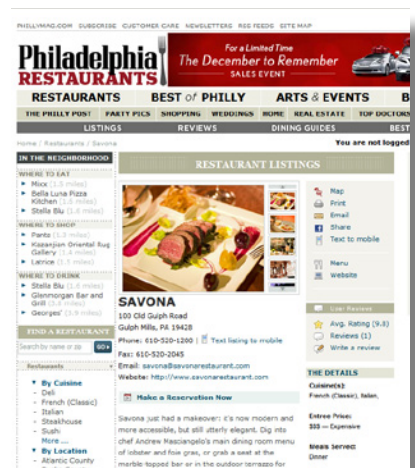 PHILLYMAG.COM SUBSCRIBE CUSTOMER CARE NEWSLETTERS RSS FEEDS SITE MAP
Philadelphia
RESTAURANTS
For a Limited Time
The December to Remember
SALES EVENT
RESTAURANTS BEST of PHILLY ARTS & EVENTS B
THE PHILLY POST PARTY PICS SHOPPING WEDDINGS HOME REAL ESTATE TOP DOCTORS
LISTINGS REVIEWS DINING GUIDES BEST
Home / Restaurants / Savona
You are not logged
IN THE NEIGHBORHOOD
WHERE TO EAT
Mixx (1.5 miles)
Bella Luna Pizza
Kitchen (1.5 miles)
Stella Blu (1.6 miles)
WHERE TO SHOP
Pants (1.3 miles)
Kazanjian Oriental Rug
Gallery (1.4 miles)
Latrice (1.5 miles)
WHERE TO DRINK
Stella Blu (1.6 miles)
Glenmorgan Bar and
Grill (3.8 miles)
Georges' (3.9 miles)
FIND A RESTAURANT
Search by name or zip GO
Restaurants
By Cuisine
- Deli
- French (Classic)
- Italian
- Steakhouse
- Sushi
More ...
By Location
- Atlantic County
RESTAURANT LISTINGS
Map
Print
Email
Share
Text to mobile
Menu
Website
SAVONA
100 Old Gulph Road
Gulph Mills, PA 19428
Phone: 610-520-1200 | Text listing to mobile
Fax: 610-520-2045
Email: savona@savonarestaurant.com
Website: http://www.savonarestaurant.com
Make a Reservation Now
Savona just had a makeover: it's now modern and
more accessible, but still utterly elegant. Dig into
chef Andrew Masciangelo's main dining room menu
of lobster and foie gras, or grab a seat at the
marble-topped bar or in the outdoor terrazzo for
User Reviews
Avg. Rating (9.8)
Reviews (1)
Write a review
THE DETAILS
Cuisine(s):
French (Classic), Italian,
Entree Price:
$$$ — Expensive
Meals Served:
Dinner